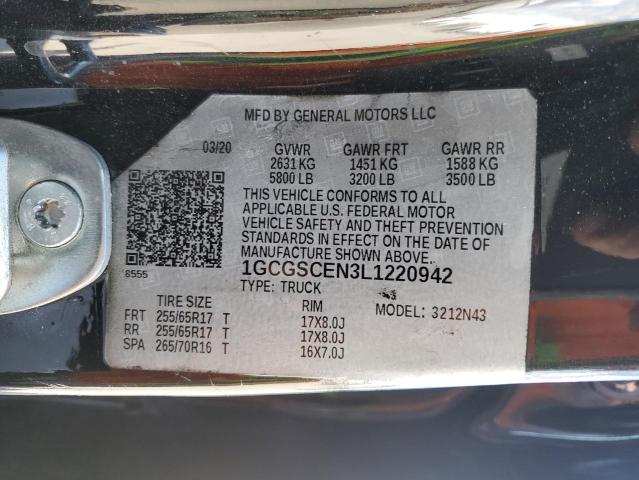 MFD BY GENERAL MOTORS LLC
03/20 GVWR GAWR FRT GAWR RR
2631 KG 1451 KG 1588 KG
5800 LB 3200 LB 3500 LB
THIS VEHICLE CONFORMS TO ALL
APPLICABLE U.S. FEDERAL MOTOR
VEHICLE SAFETY AND THEFT PREVENTION
STANDARDS IN EFFECT ON THE DATE OF
MANUFACTURE SHOWN ABOVE.
8555 1GCGSCEN3L1220942
TYPE: TRUCK
TIRE SIZE RIM MODEL: 3212N43
FRT 255/65R17 T 17X8.0J
RR 255/65R17 T 17X8.0J
SPA 265/70R16 T 16X7.0J